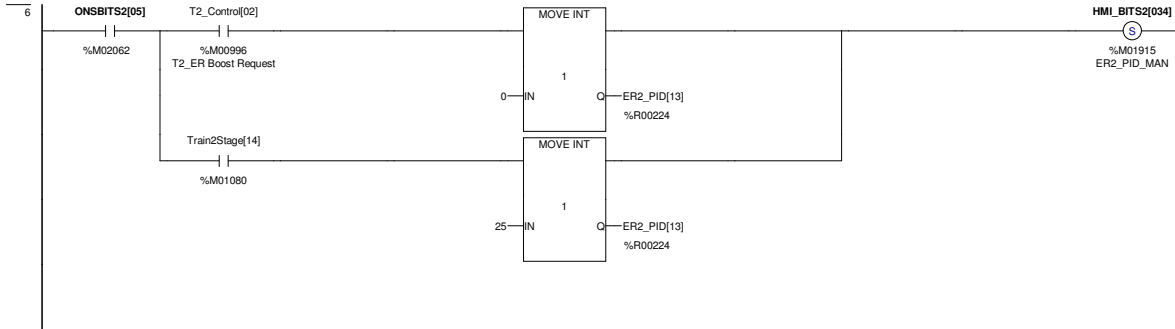 6
ONSBITS2[05]
T2_Control[02]
MOVE INT
HMI_BITS2[034]
S
%M02062
%M00996
%M01915
T2_ER Boost Request
ER2_PID_MAN
1
0
IN
Q
ER2_PID[13]
%R00224
Train2Stage[14]
MOVE INT
%M01080
1
25
IN
Q
ER2_PID[13]
%R00224